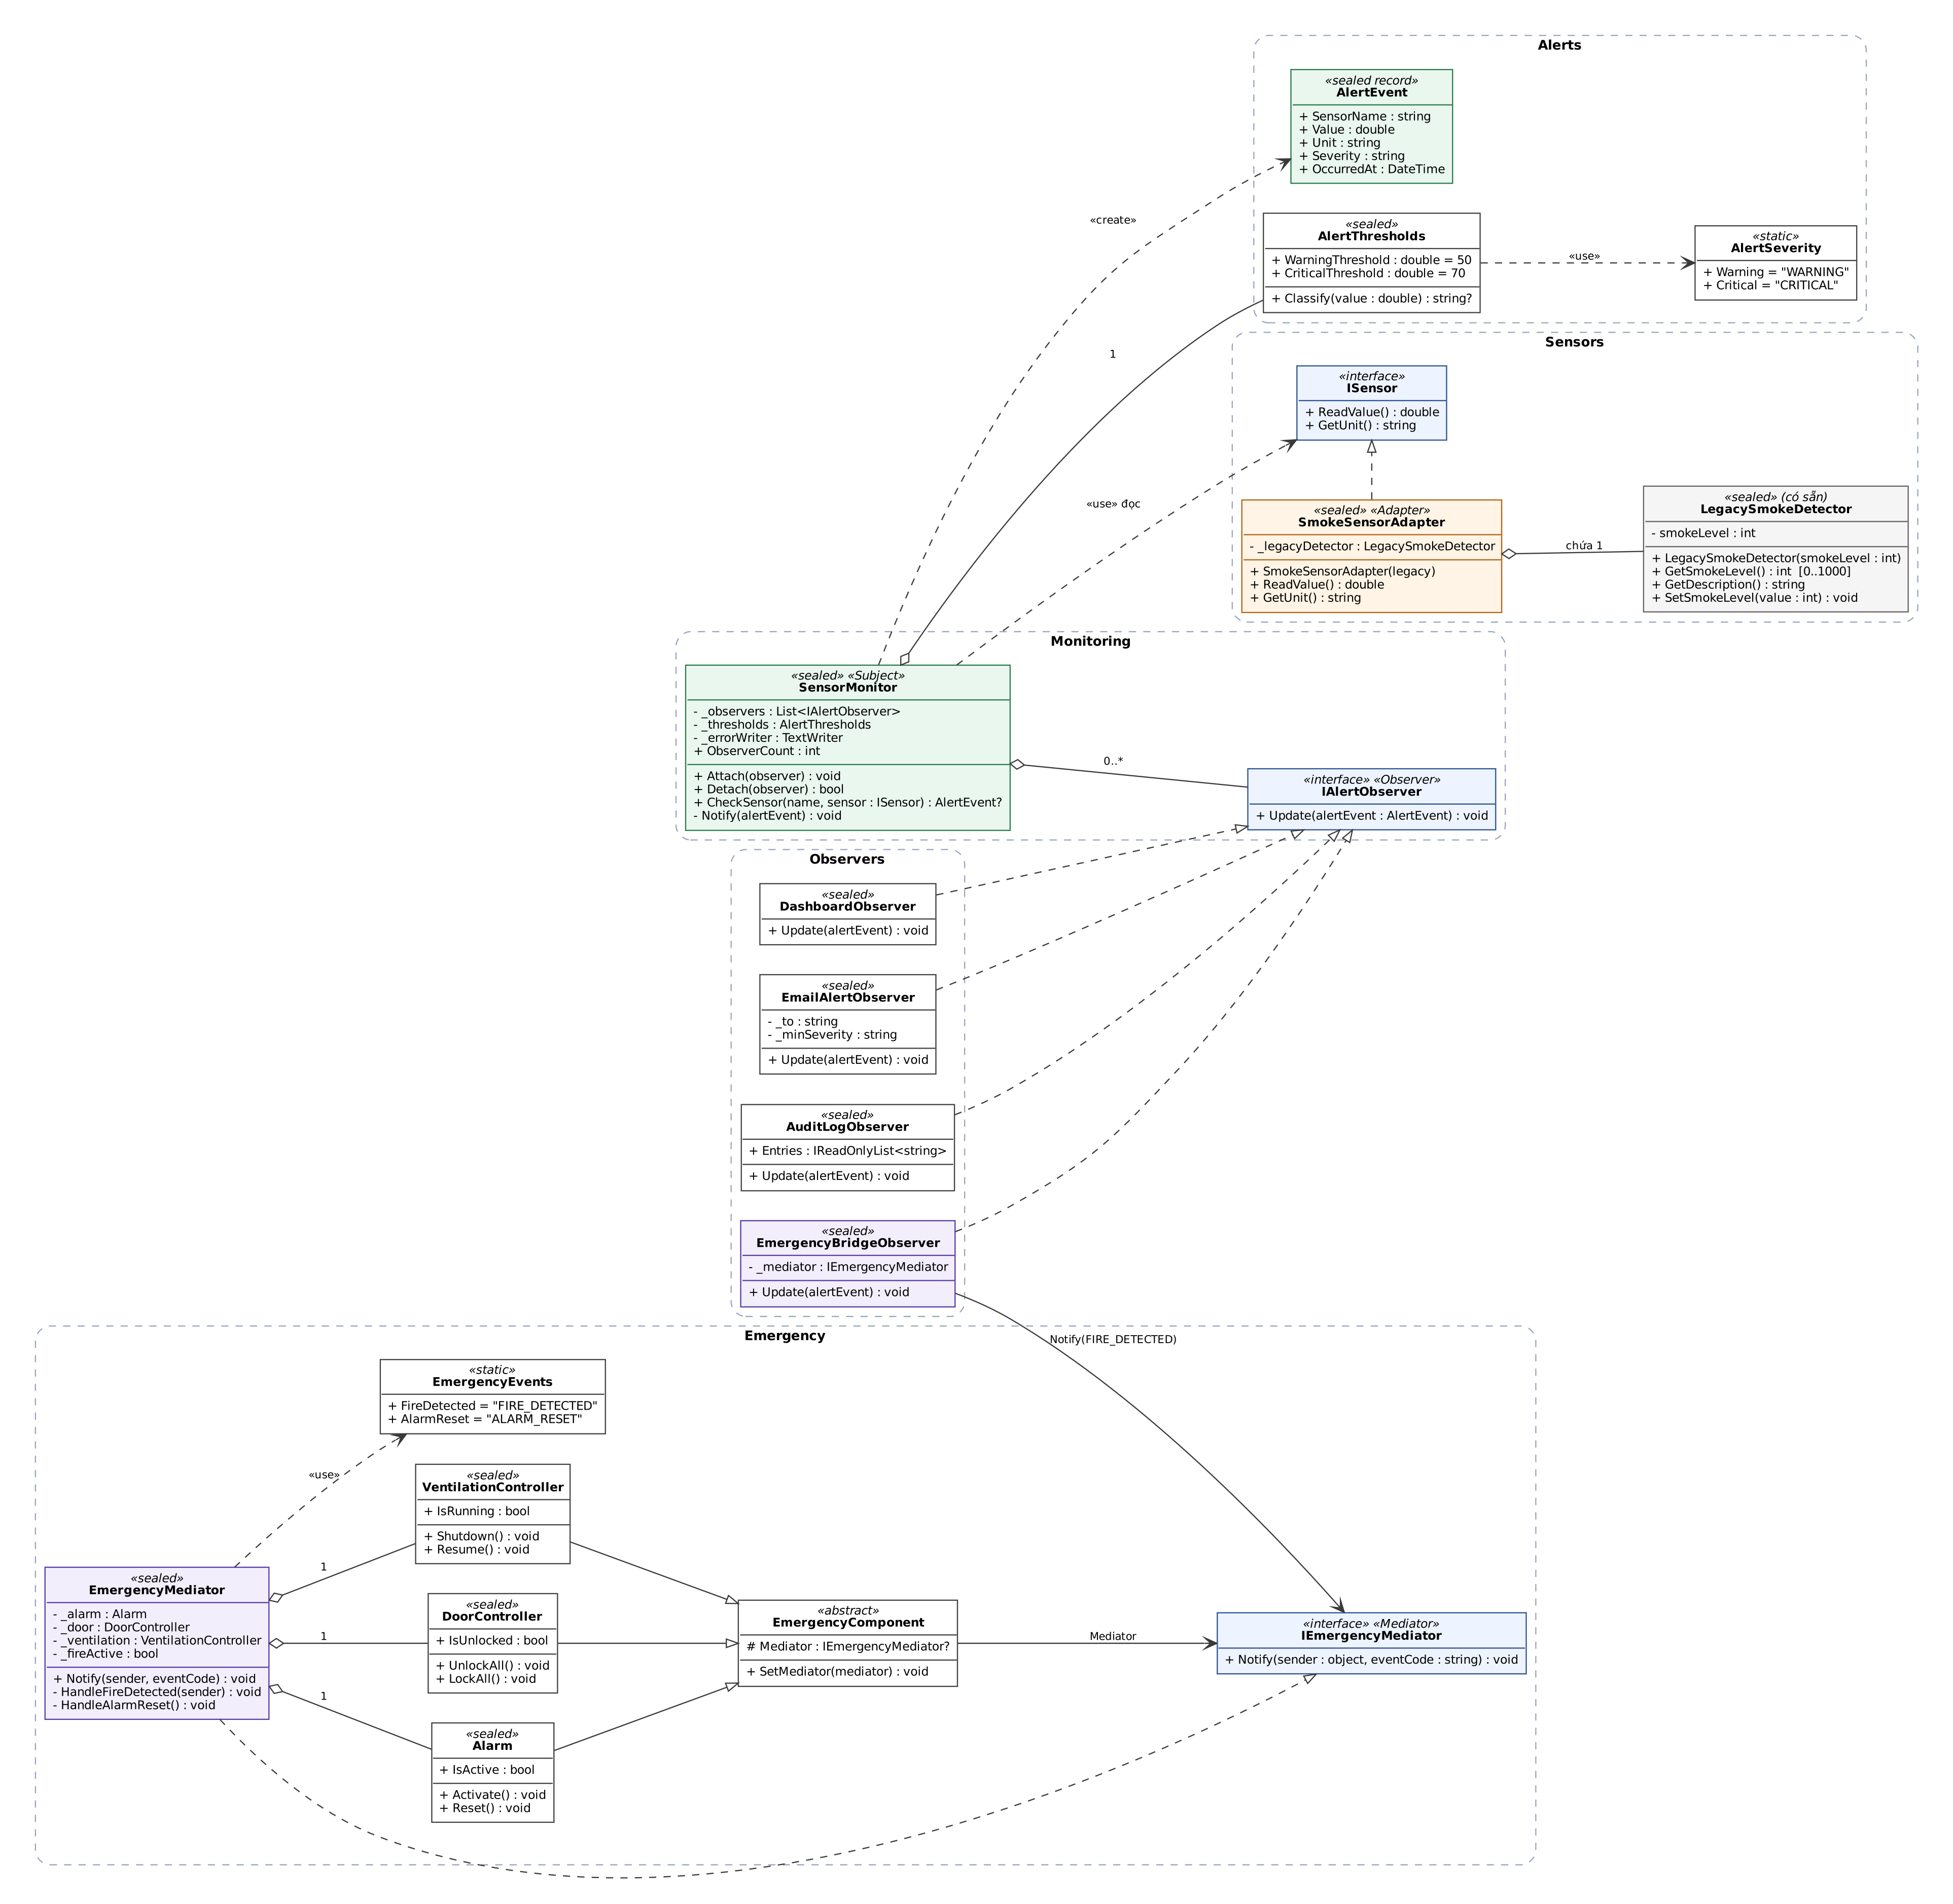 Alerts
«sealed record»
AlertEvent
+ SensorName : string
+ Value : double
+ Unit : string
+ Severity : string
+ OccurredAt : DateTime
«create»
«sealed»
AlertThresholds
+ WarningThreshold : double = 50
+ CriticalThreshold : double = 70
+ Classify(value : double) : string?
«use»
«static»
AlertSeverity
+ Warning = "WARNING"
+ Critical = "CRITICAL"
1
Sensors
«interface»
ISensor
+ ReadValue() : double
+ GetUnit() : string
«use» đọc
«sealed» «Adapter»
SmokeSensorAdapter
- _legacyDetector : LegacySmokeDetector
+ SmokeSensorAdapter(legacy)
+ ReadValue() : double
+ GetUnit() : string
chứa 1
«sealed» (có sẵn)
LegacySmokeDetector
- smokeLevel : int
+ LegacySmokeDetector(smokeLevel : int)
+ GetSmokeLevel() : int  [0..1000]
+ GetDescription() : string
+ SetSmokeLevel(value : int) : void
Monitoring
«sealed» «Subject»
SensorMonitor
- _observers : List<IAlertObserver>
- _thresholds : AlertThresholds
- _errorWriter : TextWriter
+ ObserverCount : int
+ Attach(observer) : void
+ Detach(observer) : bool
+ CheckSensor(name, sensor : ISensor) : AlertEvent?
- Notify(alertEvent) : void
0..*
«interface» «Observer»
IAlertObserver
+ Update(alertEvent : AlertEvent) : void
Observers
«sealed»
DashboardObserver
+ Update(alertEvent) : void
«sealed»
EmailAlertObserver
- _to : string
- _minSeverity : string
+ Update(alertEvent) : void
«sealed»
AuditLogObserver
+ Entries : IReadOnlyList<string>
+ Update(alertEvent) : void
«sealed»
EmergencyBridgeObserver
- _mediator : IEmergencyMediator
+ Update(alertEvent) : void
Notify(FIRE_DETECTED)
Emergency
«static»
EmergencyEvents
+ FireDetected = "FIRE_DETECTED"
+ AlarmReset = "ALARM_RESET"
«use»
«sealed»
VentilationController
+ IsRunning : bool
+ Shutdown() : void
+ Resume() : void
1
«sealed»
EmergencyMediator
- _alarm : Alarm
- _door : DoorController
- _ventilation : VentilationController
- _fireActive : bool
+ Notify(sender, eventCode) : void
- HandleFireDetected(sender) : void
- HandleAlarmReset() : void
1
«sealed»
DoorController
+ IsUnlocked : bool
+ UnlockAll() : void
+ LockAll() : void
«abstract»
EmergencyComponent
# Mediator : IEmergencyMediator?
+ SetMediator(mediator) : void
Mediator
«interface» «Mediator»
IEmergencyMediator
+ Notify(sender : object, eventCode : string) : void
1
«sealed»
Alarm
+ IsActive : bool
+ Activate() : void
+ Reset() : void